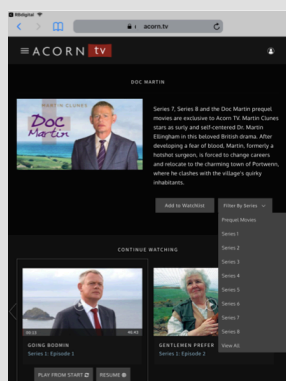 acorn.tv
ACORN tv
DOC MARTIN
MARTIN CLUNES
Doc
Martin
Series 7, Series 8 and the Doc Martin prequel
movies are exclusive to Acorn TV. Martin Clunes
stars as surly and self-centered Dr. Martin
Ellingham in this beloved British drama. After
developing a fear of blood, Martin, formerly a
hotshot surgeon, is forced to change careers
and relocate to the charming town of Portwenn,
where he clashes with the village's quirky
inhabitants.
Add to Watchlist
Filter By Series
Prequel Movies
Series 1
Series 2
Series 3
Series 4
Series 5
Series 6
Series 7
Series 8
View All
CONTINUE WATCHING
GOING BODMIN
Series 1: Episode 1
PLAY FROM START
RESUME
GENTLEMEN PREFER
Series 1: Episode 2